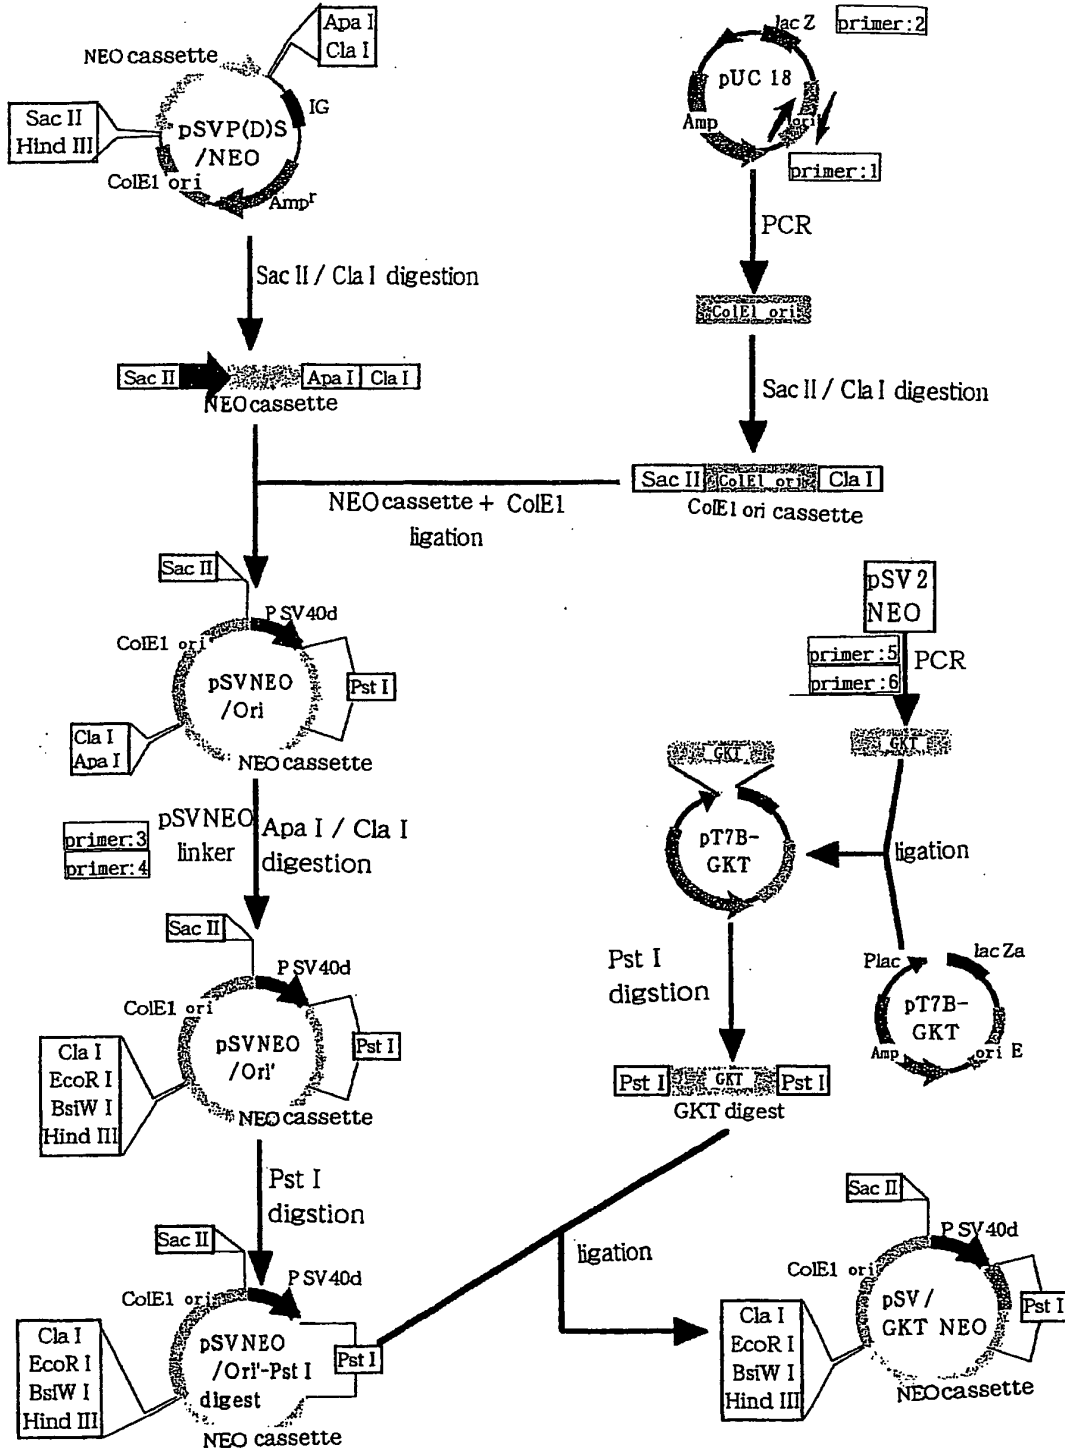 Apa I
Cla I
NEO cassette
IG
Sac II
Hind III
pSVP(D)S
/NEO
ColE1 ori
Amp r
Sac II / Cla I digestion
Sac II
Apa I
Cla I
NEO cassette
lac Z
primer:2
pUC 18
Amp
ori
primer:1
PCR
ColE1 ori
Sac II / Cla I digestion
Sac II
ColE1 ori
Cla I
ColE1 ori cassette
NEO cassette + ColE1
ligation
Sac II
P SV40d
ColE1 ori
pSVNEO
/Ori
Pst I
Cla I
Apa I
NEO cassette
pSV2
NEO
primer:5
primer:6
PCR
GKT
GKT
pT7B-
GKT
ligation
primer:3
primer:4
pSVNEO
linker
Apa I / Cla I
digestion
Sac II
P SV40d
ColE1 ori
pSVNEO
/Ori'
Pst I
Cla I
EcoR I
BsiW I
Hind III
NEO cassette
Pst I
digstion
Plac
lac Za
pT7B-
GKT
Amp
ori E
Pst I
GKT
Pst I
GKT digest
Pst I
digstion
Sac II
P SV40d
ColE1 ori
pSVNEO
/Ori'-Pst I
digest
Pst I
Cla I
EcoR I
BsiW I
Hind III
NEO cassette
ligation
Sac II
P SV40d
ColE1 ori
pSV/
GKT NEO
Pst I
Cla I
EcoR I
BsiW I
Hind III
NEO cassette